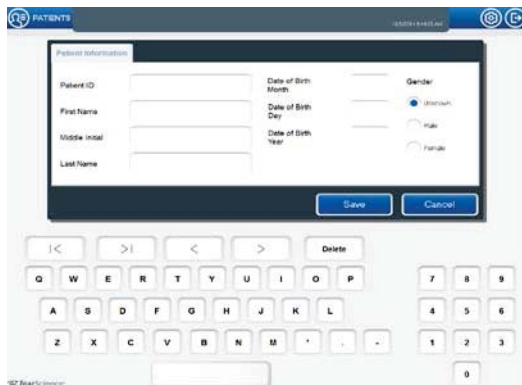 PATIENTS
Patient Information
Patient ID
First Name
Middle Initial
Last Name
Date of Birth
Month
Date of Birth
Day
Date of Birth
Year
Gender
Unknown
Male
Female
Save Cancel
|< >| < > Delete
Q W E R T Y U I O P 7 8 9
A S D F G H J K L 4 5 6
Z X C V B N M ' . - 1 2 3
0
TearScience